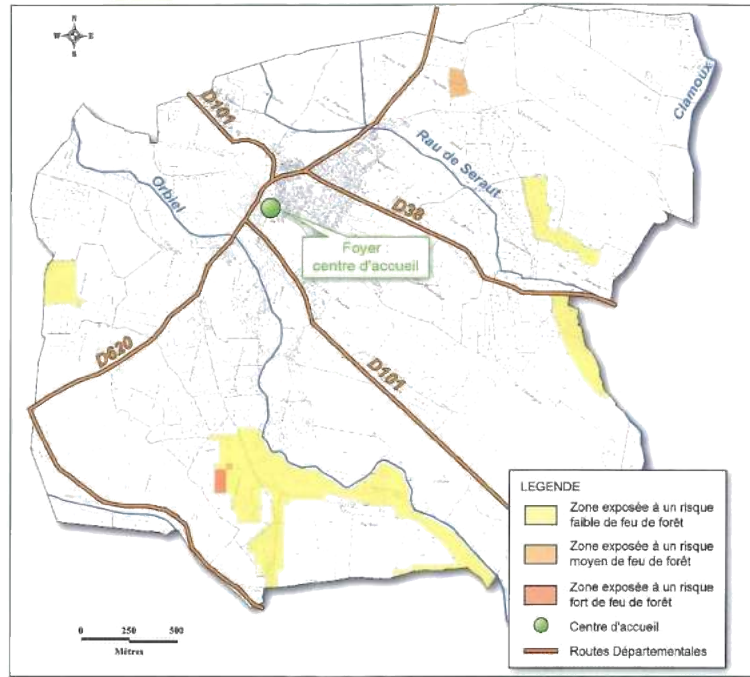 N
W E
S
D101
Clamoux
Rau de Seraut
Orbiel
D38
Foyer :
centre d'accueil
D620
D101
LEGENDE
Zone exposée à un risque
faible de feu de forêt
Zone exposée à un risque
moyen de feu de forêt
Zone exposée à un risque
fort de feu de forêt
Centre d'accueil
Routes Départementales
0 250 500
Mètres